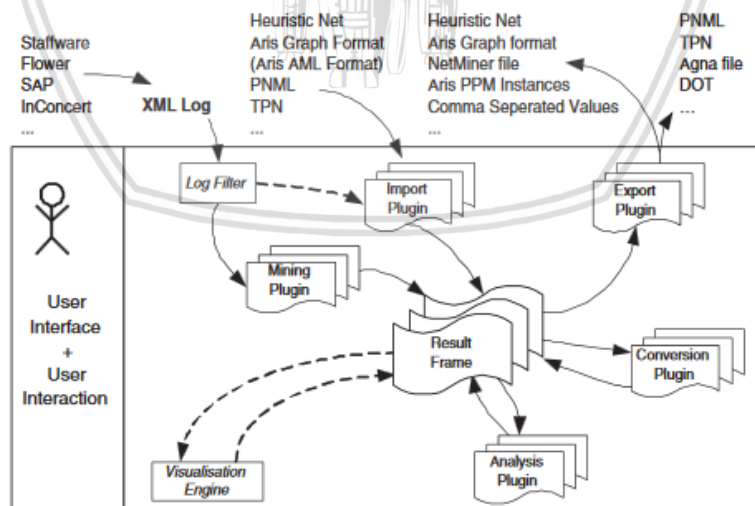 Staffware
Flower
SAP
InConcert
...
XML Log
Heuristic Net
Aris Graph Format
(Aris AML Format)
PNML
TPN
...
Heuristic Net
Aris Graph format
NetMiner file
Aris PPM Instances
Comma Seperated Values
...
PNML
TPN
Agna file
DOT
...
Log Filter
Import
Plugin
Export
Plugin
Mining
Plugin
User
Interface
+
User
Interaction
Result
Frame
Conversion
Plugin
Visualisation
Engine
Analysis
Plugin